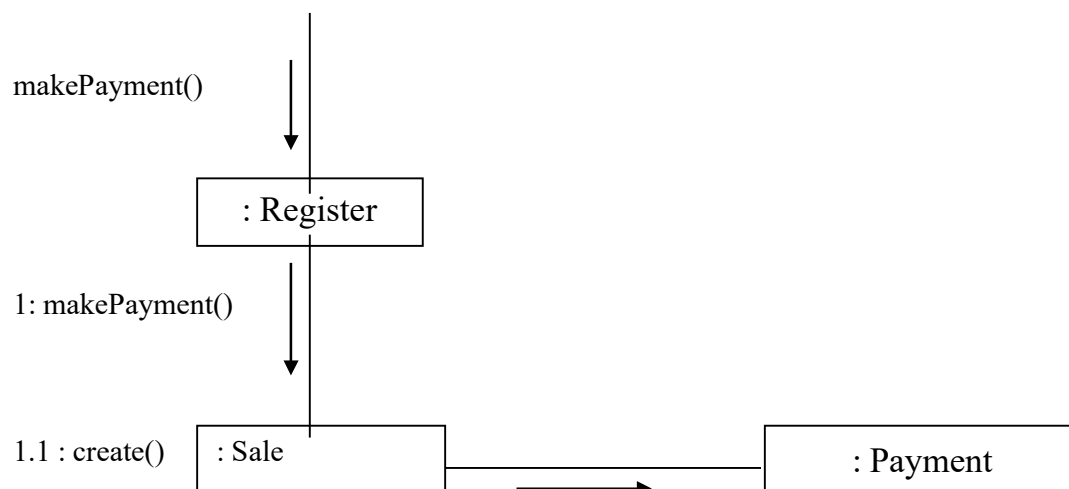 makePayment()
: Register
1: makePayment()
1.1 : create()
: Sale
: Payment